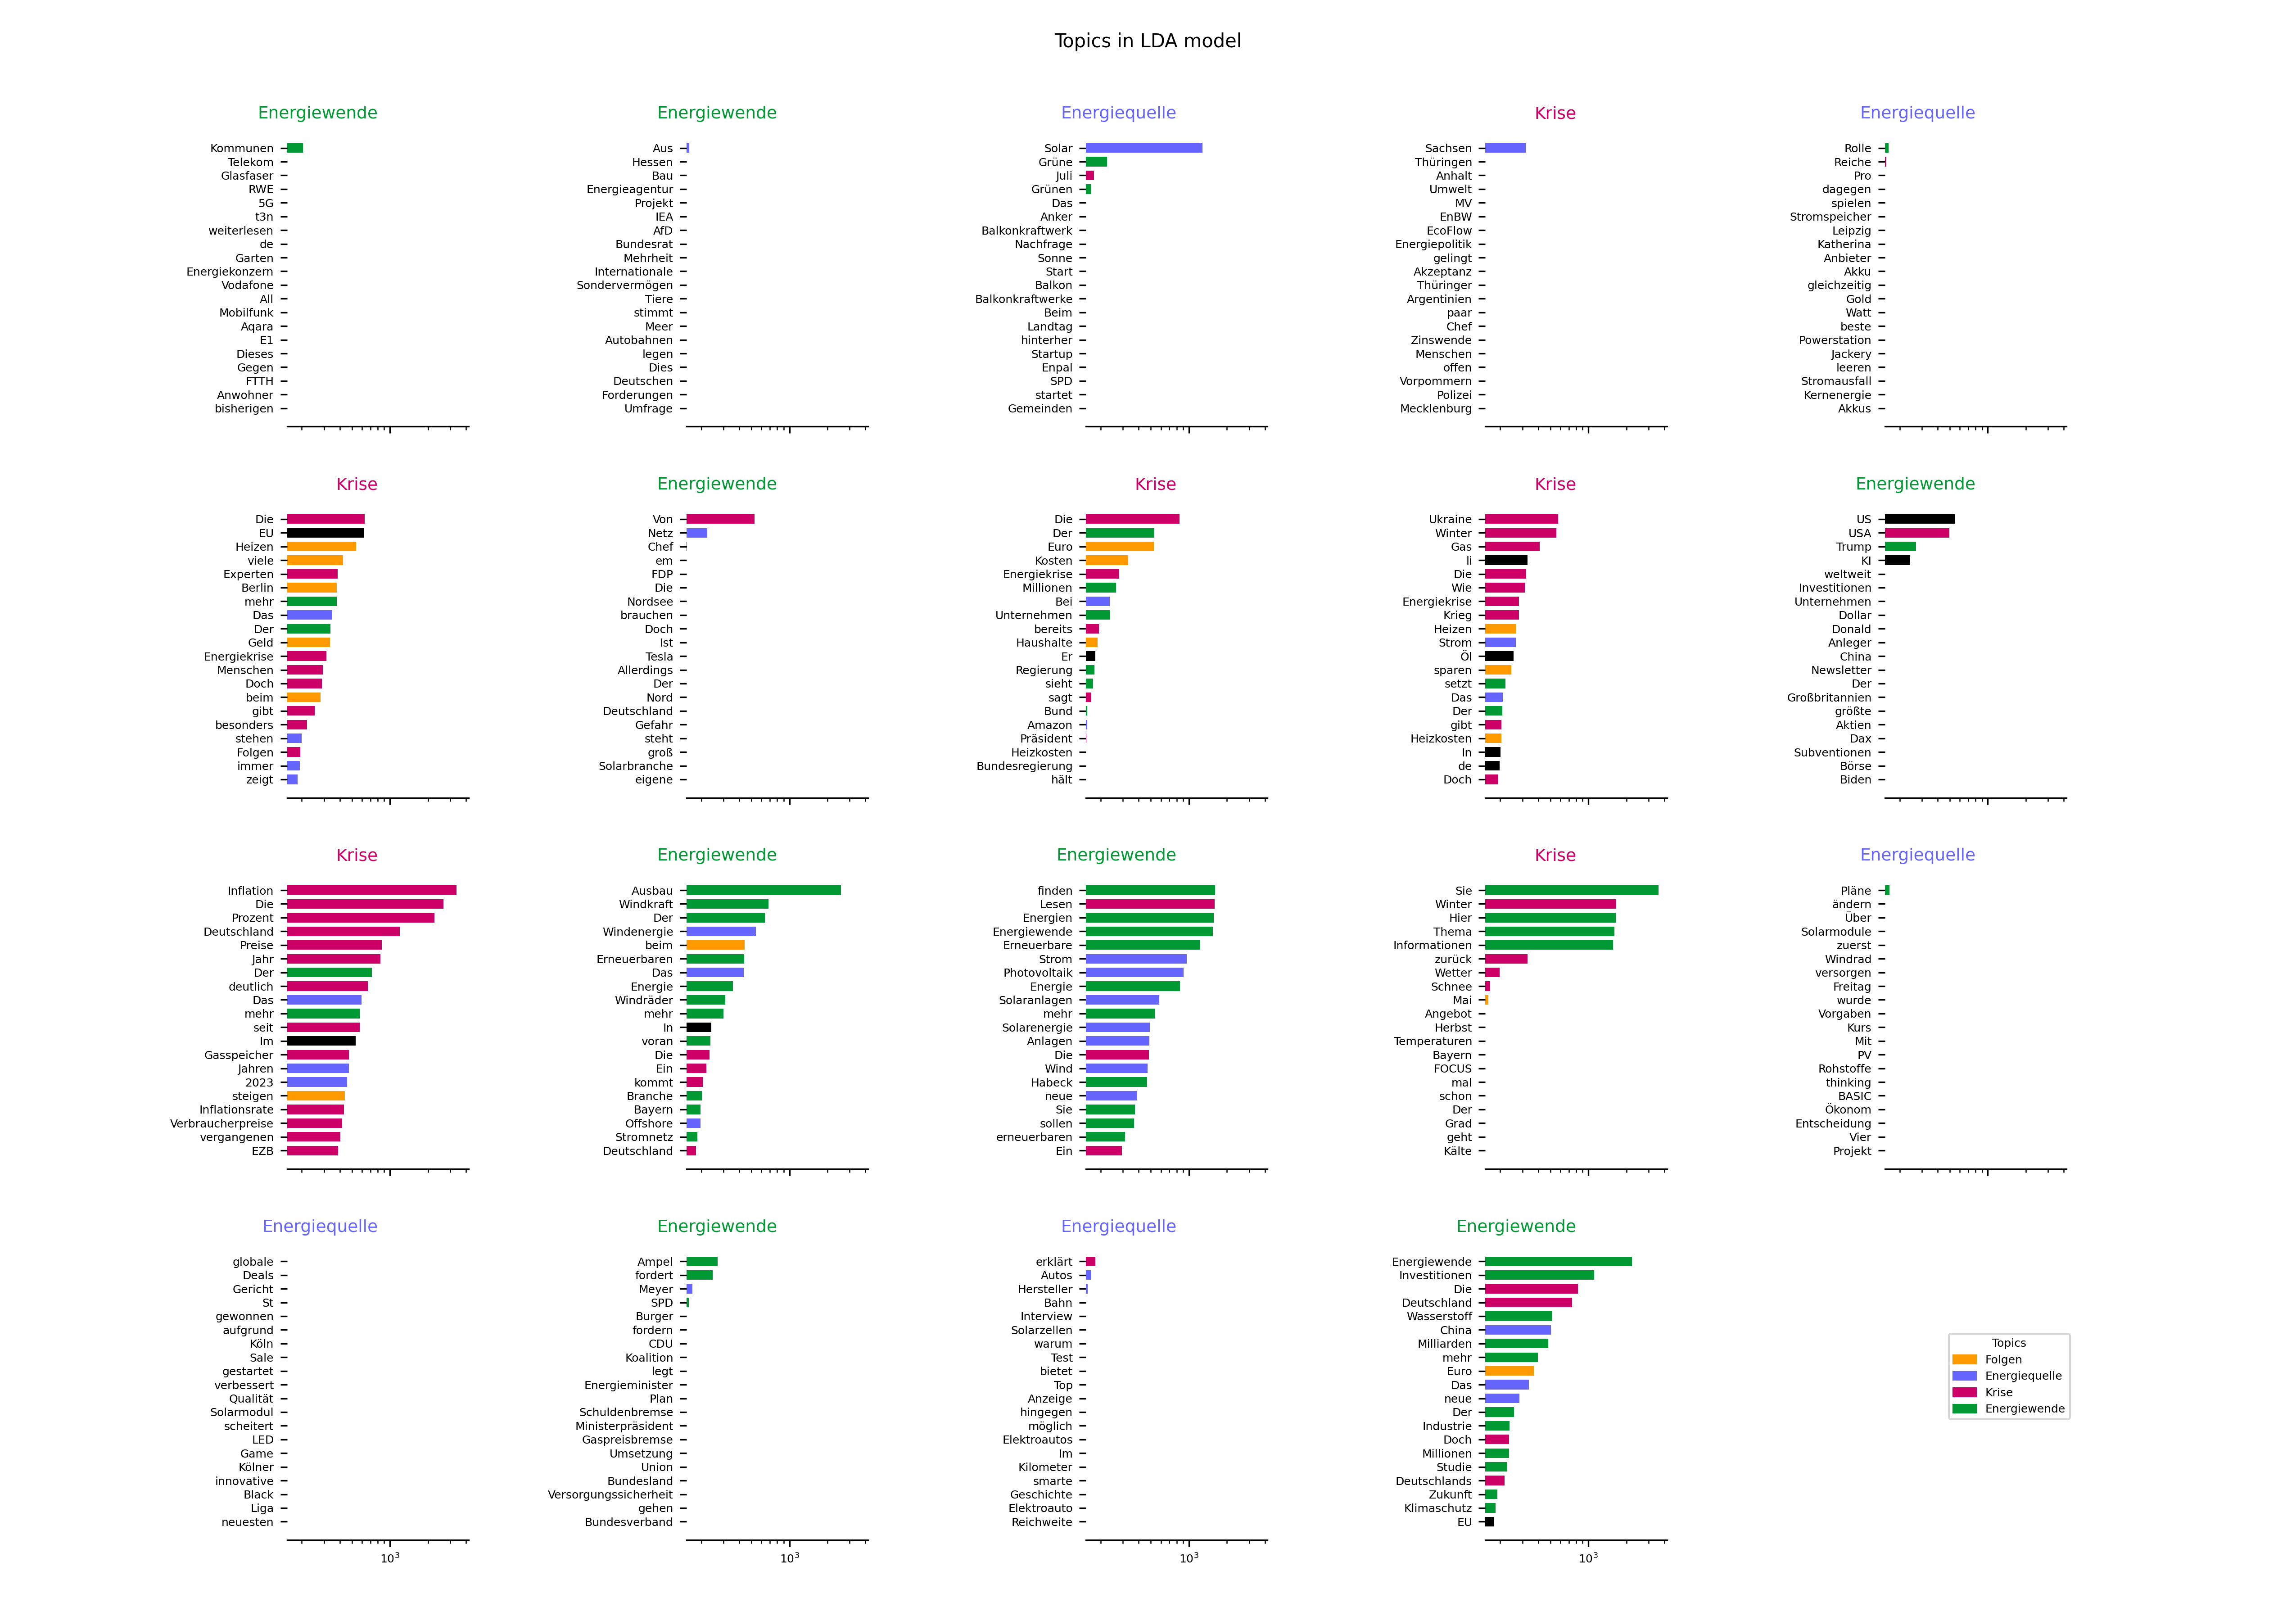 Topics in LDA model
Energiewende
Kommunen
Telekom
Glasfaser
RWE
5G
t3n
weiterlesen
de
Garten
Energiekonzern
Vodafone
All
Mobilfunk
Aqara
E1
Dieses
Gegen
FTTH
Anwohner
bisherigen
Energiewende
Aus
Hessen
Bau
Energieagentur
Projekt
IEA
AfD
Bundesrat
Mehrheit
Internationale
Sondervermögen
Tiere
stimmt
Meer
Autobahnen
legen
Dies
Deutschen
Forderungen
Umfrage
Energiequelle
Solar
Grüne
Juli
Grünen
Das
Anker
Balkonkraftwerk
Nachfrage
Sonne
Start
Balkon
Balkonkraftwerke
Beim
Landtag
hinterher
Startup
Enpal
SPD
startet
Gemeinden
Krise
Sachsen
Thüringen
Anhalt
Umwelt
MV
EnBW
EcoFlow
Energiepolitik
gelingt
Akzeptanz
Thüringer
Argentinien
paar
Chef
Zinswende
Menschen
offen
Vorpommern
Polizei
Mecklenburg
Energiequelle
Rolle
Reiche
Pro
dagegen
spielen
Stromspeicher
Leipzig
Katherina
Anbieter
Akku
gleichzeitig
Gold
Watt
beste
Powerstation
Jackery
leeren
Stromausfall
Kernenergie
Akkus
Krise
Die
EU
Heizen
viele
Experten
Berlin
mehr
Das
Der
Geld
Energiekrise
Menschen
Doch
beim
gibt
besonders
stehen
Folgen
immer
zeigt
Energiewende
Von
Netz
Chef
em
FDP
Die
Nordsee
brauchen
Doch
Ist
Tesla
Allerdings
Der
Nord
Deutschland
Gefahr
steht
groß
Solarbranche
eigene
Krise
Die
Der
Euro
Kosten
Energiekrise
Millionen
Bei
Unternehmen
bereits
Haushalte
Er
Regierung
sieht
sagt
Bund
Amazon
Präsident
Heizkosten
Bundesregierung
hält
Krise
Ukraine
Winter
Gas
li
Die
Wie
Energiekrise
Krieg
Heizen
Strom
Öl
sparen
setzt
Das
Der
gibt
Heizkosten
In
de
Doch
Energiewende
US
USA
Trump
KI
weltweit
Investitionen
Unternehmen
Dollar
Donald
Anleger
China
Newsletter
Der
Großbritannien
größte
Aktien
Dax
Subventionen
Börse
Biden
Krise
Inflation
Die
Prozent
Deutschland
Preise
Jahr
Der
deutlich
Das
mehr
seit
Im
Gasspeicher
Jahren
2023
steigen
Inflationsrate
Verbraucherpreise
vergangenen
EZB
Energiewende
Ausbau
Windkraft
Der
Windenergie
beim
Erneuerbaren
Das
Energie
Windräder
mehr
In
voran
Die
Ein
kommt
Branche
Bayern
Offshore
Stromnetz
Deutschland
Energiewende
finden
Lesen
Energien
Energiewende
Erneuerbare
Strom
Photovoltaik
Energie
Solaranlagen
mehr
Solarenergie
Anlagen
Die
Wind
Habeck
neue
Sie
sollen
erneuerbaren
Ein
Krise
Sie
Winter
Hier
Thema
Informationen
zurück
Wetter
Schnee
Mai
Angebot
Herbst
Temperaturen
Bayern
FOCUS
mal
schon
Der
Grad
geht
Kälte
Energiequelle
Pläne
ändern
Über
Solarmodule
zuerst
Windrad
versorgen
Freitag
wurde
Vorgaben
Kurs
Mit
PV
Rohstoffe
thinking
BASIC
Ökonom
Entscheidung
Vier
Projekt
Energiequelle
globale
Deals
Gericht
St
gewonnen
aufgrund
Köln
Sale
gestartet
verbessert
Qualität
Solarmodul
scheitert
LED
Game
Kölner
innovative
Black
Liga
neuesten
10³
Energiewende
Ampel
fordert
Meyer
SPD
Burger
fordern
CDU
Koalition
legt
Energieminister
Plan
Schuldenbremse
Ministerpräsident
Gaspreisbremse
Umsetzung
Union
Bundesland
Versorgungssicherheit
gehen
Bundesverband
10³
Energiequelle
erklärt
Autos
Hersteller
Bahn
Interview
Solarzellen
warum
Test
bietet
Top
Anzeige
hingegen
möglich
Elektroautos
Im
Kilometer
smarte
Geschichte
Elektroauto
Reichweite
10³
Energiewende
Energiewende
Investitionen
Die
Deutschland
Wasserstoff
China
Milliarden
mehr
Euro
Das
neue
Der
Industrie
Doch
Millionen
Studie
Deutschlands
Zukunft
Klimaschutz
EU
10³
Topics
Folgen
Energiequelle
Krise
Energiewende